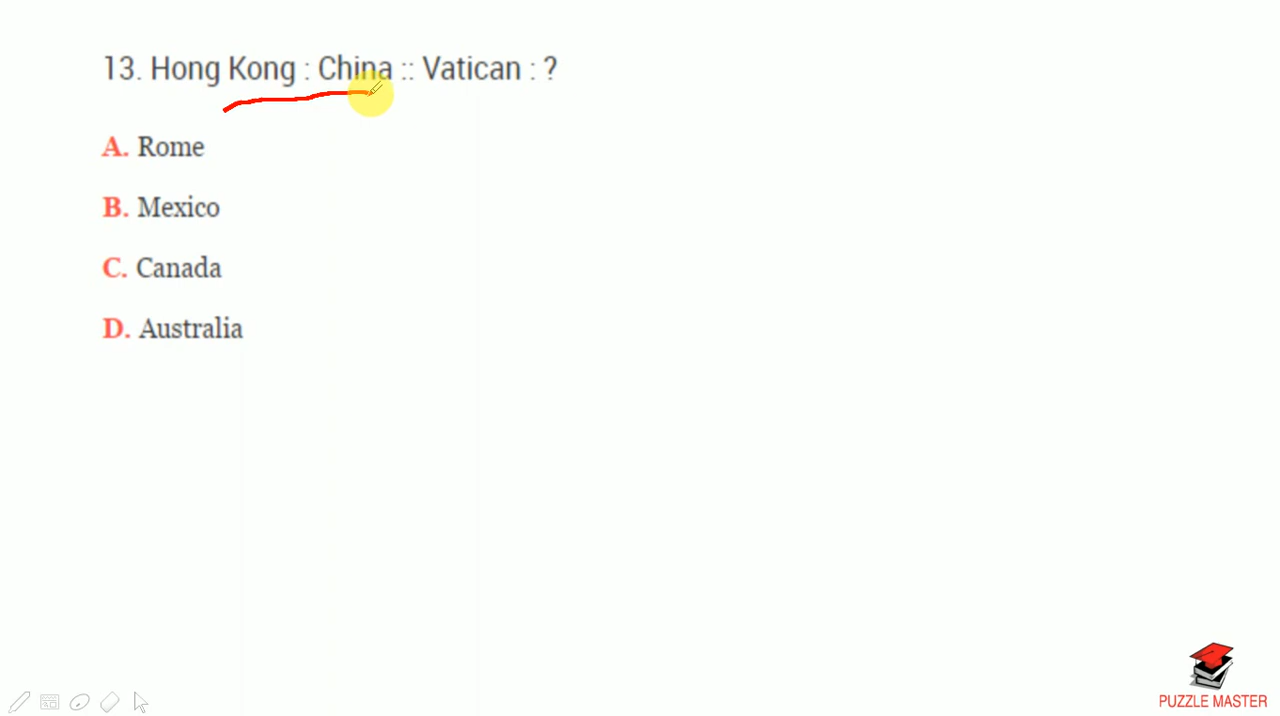 13. Hong Kong : China :: Vatican : ?
A. Rome
B. Mexico
C. Canada
D. Australia
PUZZLE MASTER